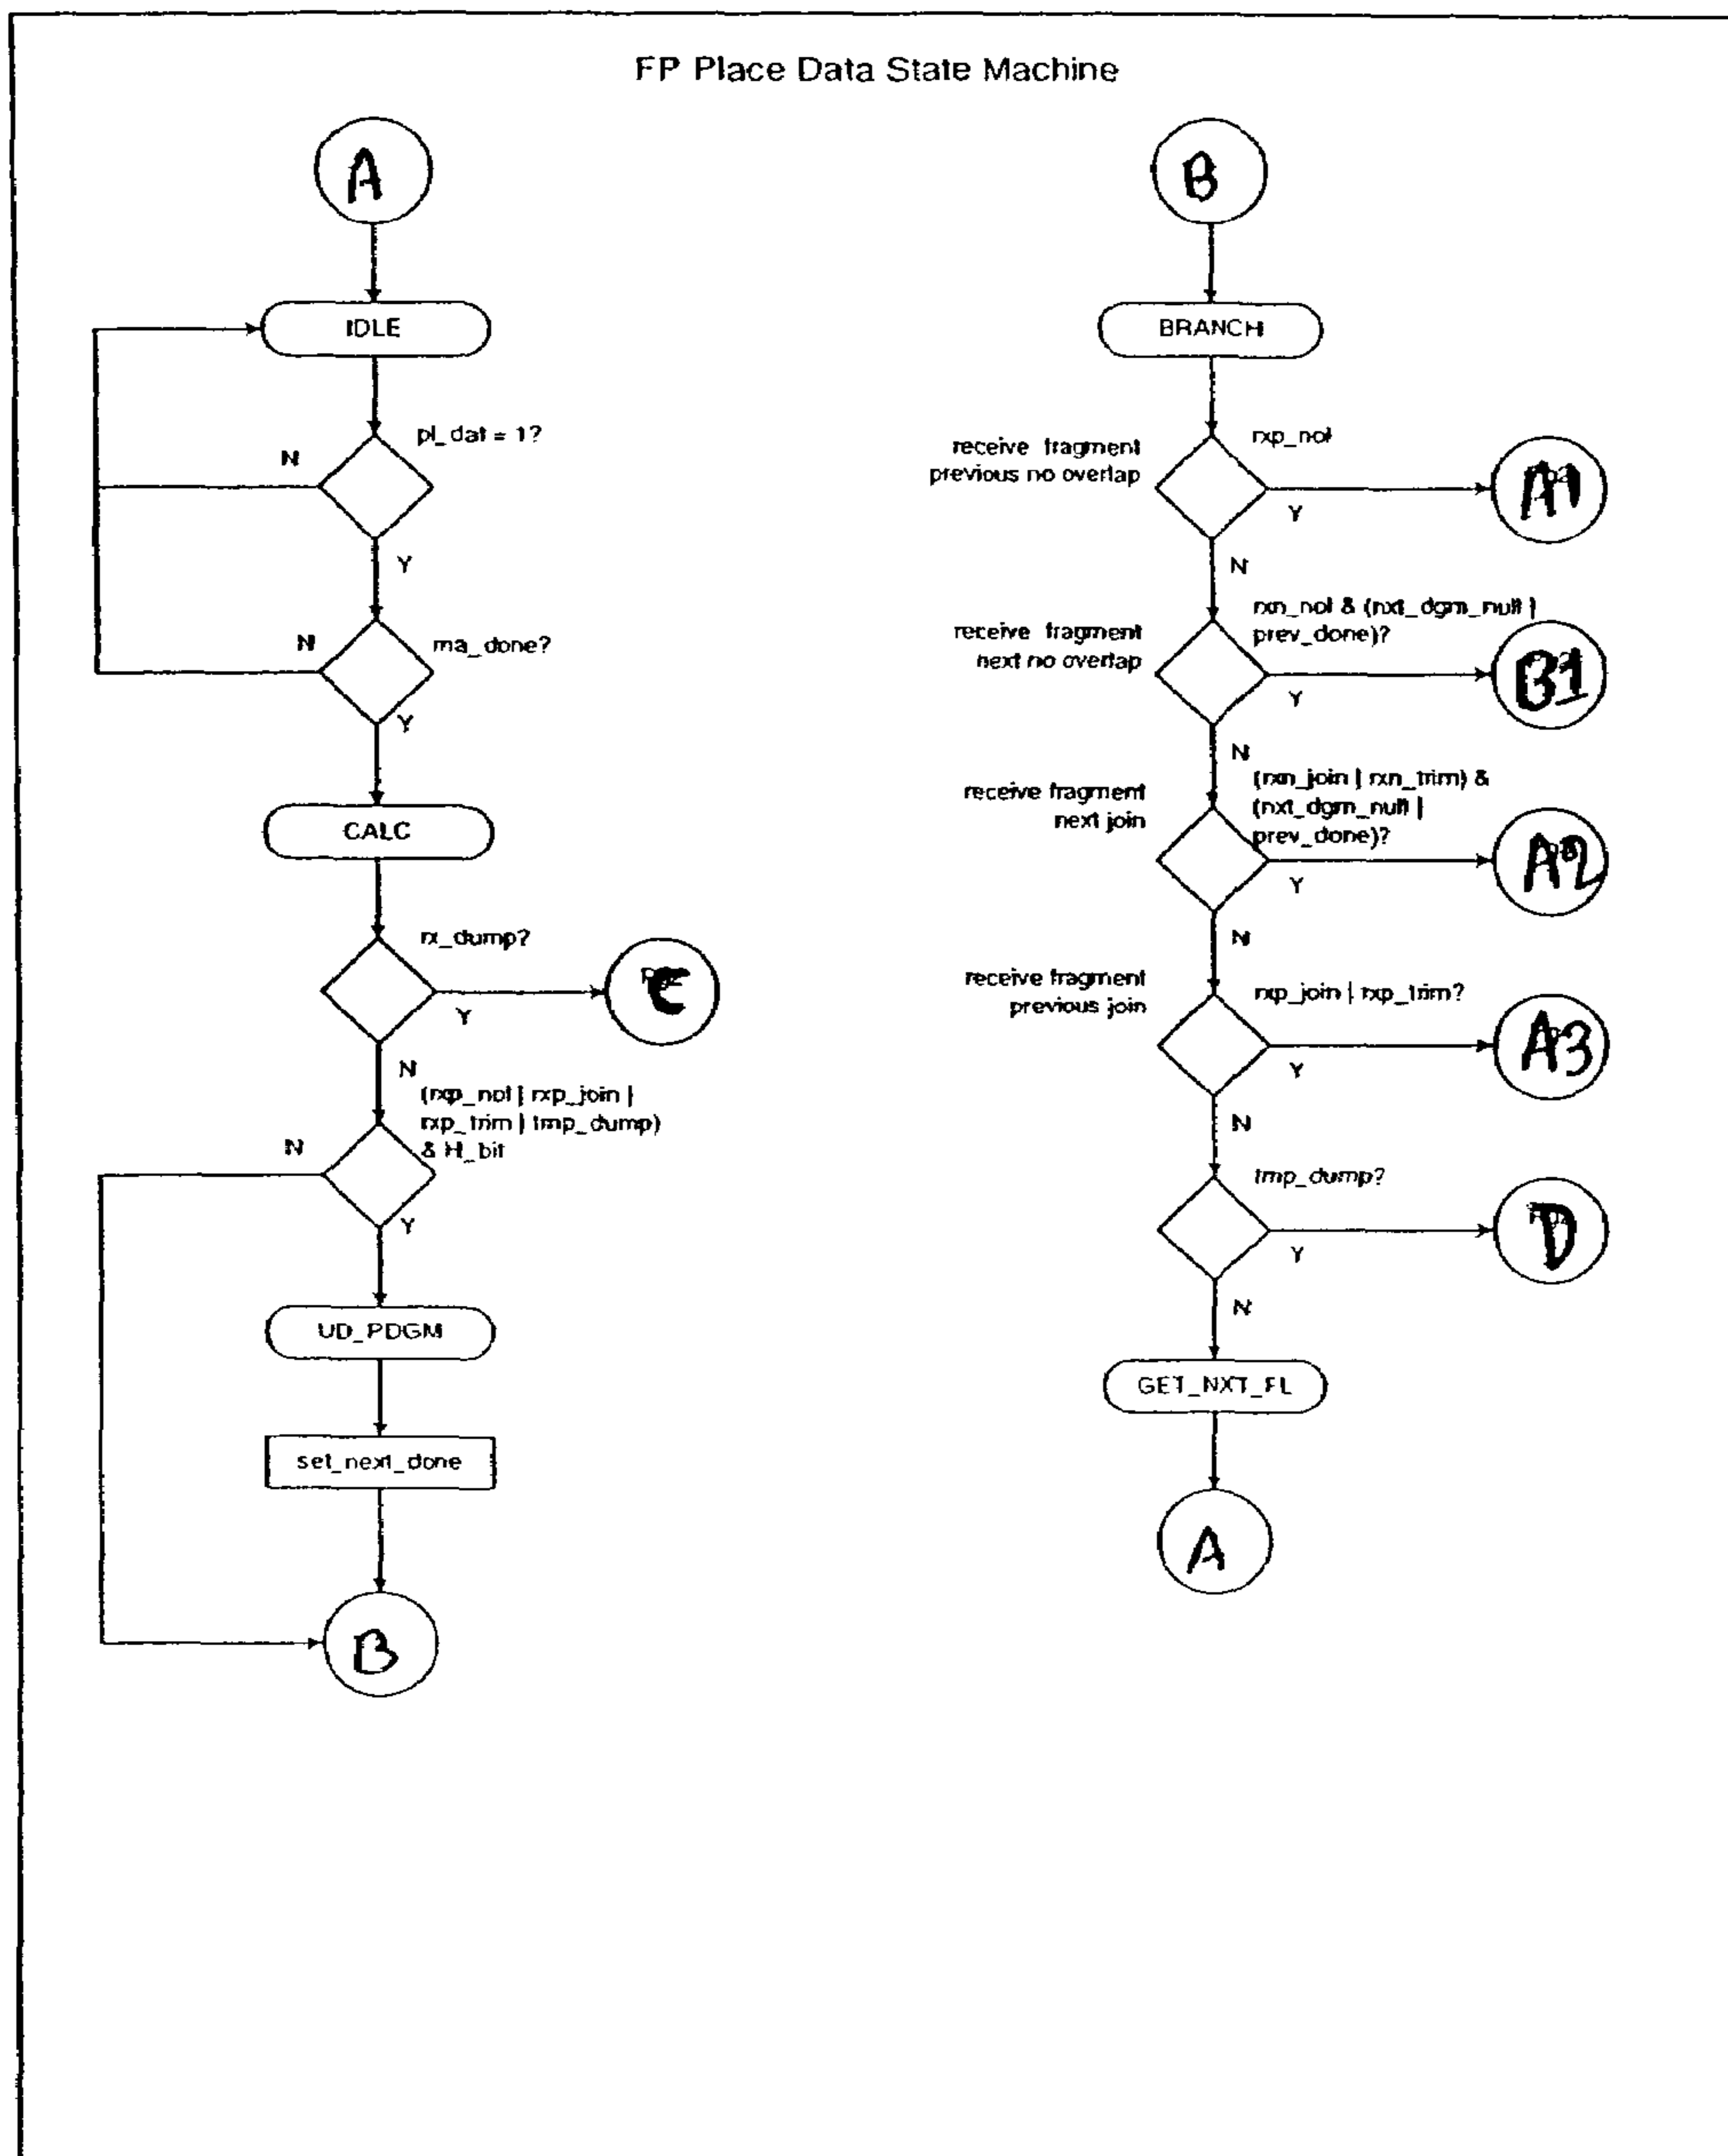 FP Place Data State Machine
A
IDLE
pl_dat = 1?
N
Y
ma_done?
N
Y
CALC
rx_dump?
Y
C
N
(rxp_nol | rxp_join |
rxp_trim | tmp_dump)
& H_bit
N
Y
UD_PDGM
set_next_done
B
B
BRANCH
rxp_nol
receive fragment
previous no overlap
Y
A1
N
rxn_nol & (nxt_dgm_null |
prev_done)?
receive fragment
next no overlap
Y
B1
N
(rxn_join | rxn_trim) &
(nxt_dgm_null |
prev_done)?
receive fragment
next join
Y
A2
N
receive fragment
previous join
rxp_join | rxp_trim?
Y
A3
N
tmp_dump?
Y
D
N
GET_NXT_FL
A